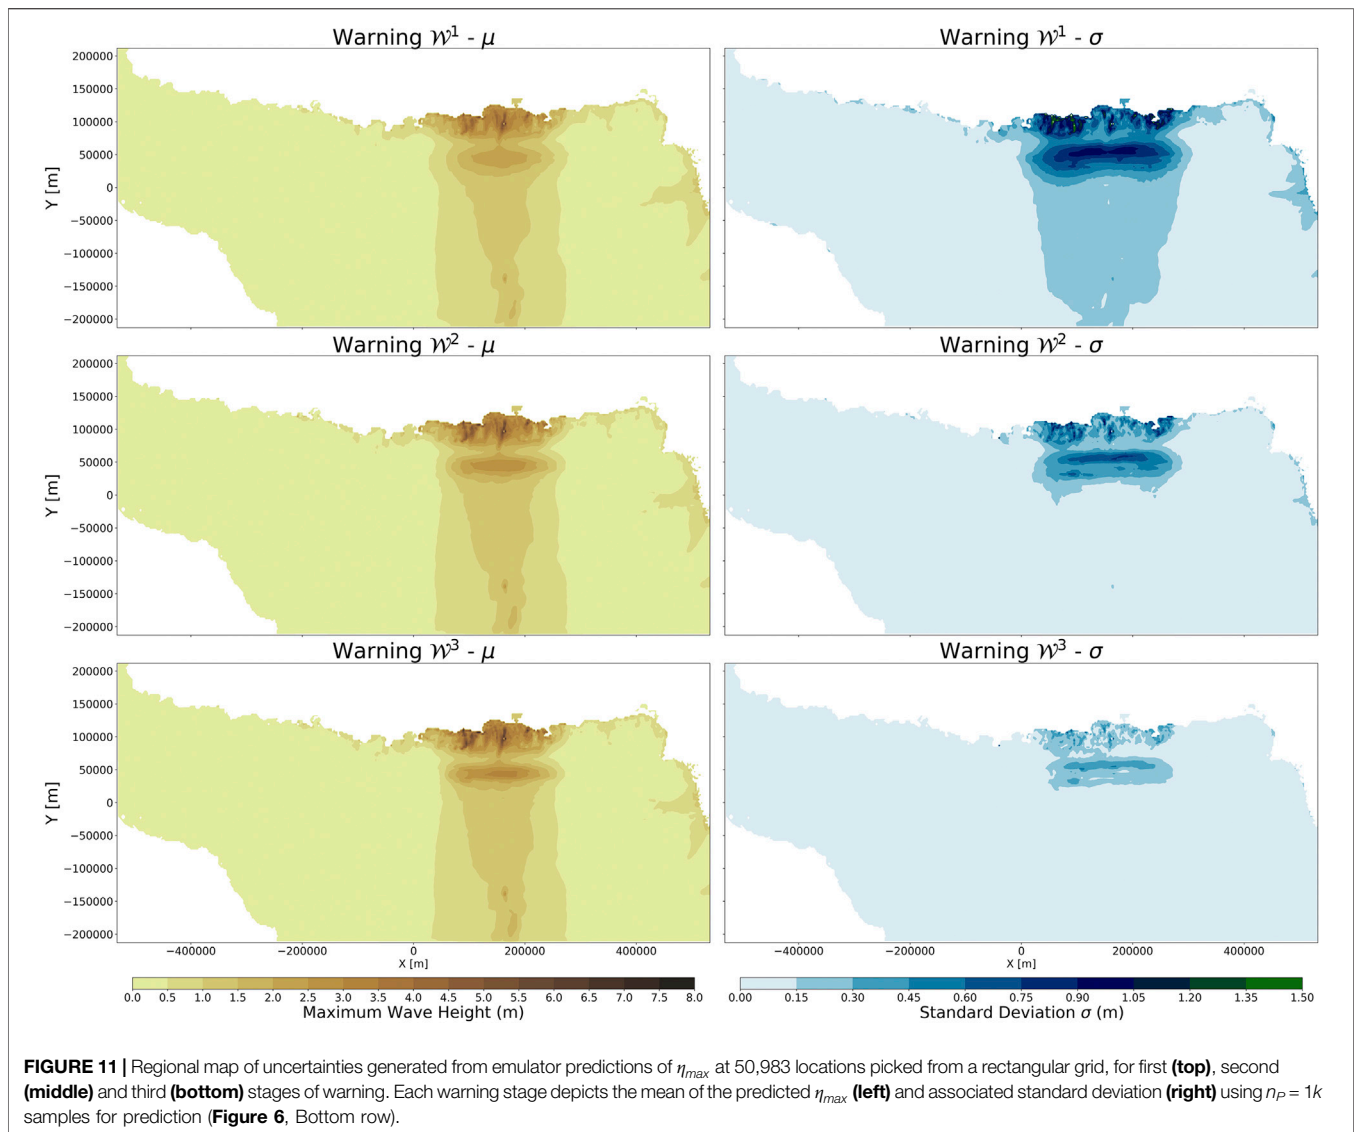 Warning 𝒲¹ - μ
Warning 𝒲¹ - σ
200000
150000
100000
50000
0
−50000
−100000
−150000
−200000
Y [m]
Warning 𝒲² - μ
Warning 𝒲² - σ
200000
150000
100000
50000
0
−50000
−100000
−150000
−200000
Y [m]
Warning 𝒲³ - μ
Warning 𝒲³ - σ
200000
150000
100000
50000
0
−50000
−100000
−150000
−200000
Y [m]
−400000 −200000 0 200000 400000
X [m]
−400000 −200000 0 200000 400000
X [m]
0.0 0.5 1.0 1.5 2.0 2.5 3.0 3.5 4.0 4.5 5.0 5.5 6.0 6.5 7.0 7.5 8.0
Maximum Wave Height (m)
0.00 0.15 0.30 0.45 0.60 0.75 0.90 1.05 1.20 1.35 1.50
Standard Deviation σ (m)
FIGURE 11 | Regional map of uncertainties generated from emulator predictions of ηmax at 50,983 locations picked from a rectangular grid, for first (top), second
(middle) and third (bottom) stages of warning. Each warning stage depicts the mean of the predicted ηmax (left) and associated standard deviation (right) using nP = 1k
samples for prediction (Figure 6, Bottom row).